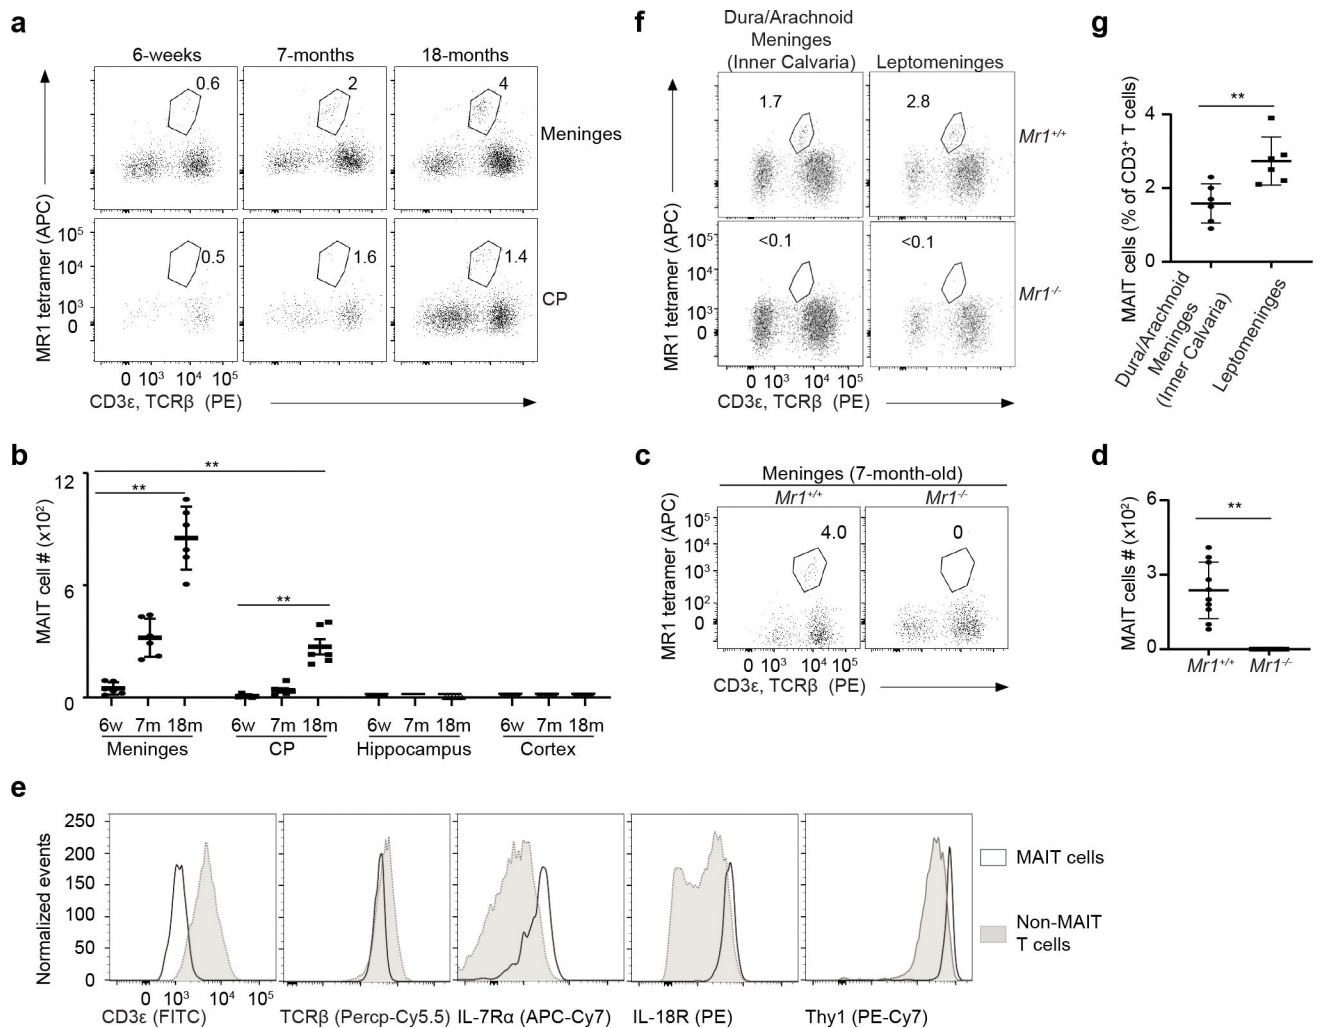 a
6-weeks 7-months 18-months
0.6 2 4
Meninges
0.5 1.6 1.4
CP
10⁵
10⁴
10³
0
MR1 tetramer (APC)
0 10³ 10⁴ 10⁵
CD3ε, TCRβ (PE)
f
Dura/Arachnoid
Meninges
(Inner Calvaria) Leptomeninges
1.7 2.8
Mr1⁺/⁺
<0.1 <0.1
Mr1⁻/⁻
10⁵
10⁴
10³
0
MR1 tetramer (APC)
0 10³ 10⁴ 10⁵
CD3ε, TCRβ (PE)
g
**
4
2
0
MAIT cells (% of CD3⁺ T cells)
Dura/Arachnoid
Meninges
(Inner Calvaria)
Leptomeninges
b
**
**
**
12
6
0
MAIT cell # (x10²)
6w 7m 18m 6w 7m 18m 6w 7m 18m 6w 7m 18m
Meninges CP Hippocampus Cortex
c
Meninges (7-month-old)
Mr1⁺/⁺ Mr1⁻/⁻
4.0 0
10⁵
10⁴
10³
10²
0
MR1 tetramer (APC)
0 10³ 10⁴ 10⁵
CD3ε, TCRβ (PE)
d
**
6
3
0
MAIT cells # (x10²)
Mr1⁺/⁺ Mr1⁻/⁻
e
250
200
150
100
50
0
Normalized events
0 10³ 10⁴ 10⁵
CD3ε (FITC) TCRβ (Percp-Cy5.5) IL-7Rα (APC-Cy7) IL-18R (PE) Thy1 (PE-Cy7)
MAIT cells
Non-MAIT
T cells